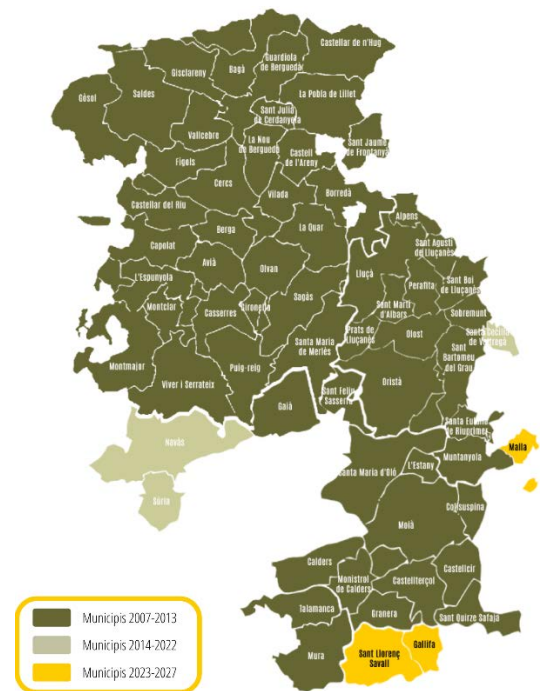 Castellar de n'Hug
Guardiola
de Berguedà
Bagà
Gisclareny
La Pobla de Lillet
Saldes
Gósol
Sant Julià
de Cerdanyola
Vallcebre
La Nou
de Berguedà
Sant Jaume
de Frontanyà
Castell
de l'Areny
Fígols
Cercs
Vilada
Borredà
Castellar del Riu
Alpens
Berga
La Quar
Sant Agustí
de Lluçanès
Capolat
Avià
Olvan
Lluçà
Perafita
Sant Boi
de Lluçanès
L'Espunyola
Sagàs
Montclar
Casserres
Gironella
Sant Martí
d'Albars
Sobremunt
Prats de
Lluçanès
Olost
Santa Cecília
de Voltregà
Santa Maria
de Merlès
Sant
Bartomeu
del Grau
Montmajor
Viver i Serrateix
Puig-reig
Oristà
Gaià
Sant Feliu
Sasserra
Santa Eulàlia
de Riuprimer
Navàs
Malla
Muntanyola
L'Estany
Santa Maria d'Oló
Súria
Collsuspina
Moià
Calders
Monistrol
de Calders
Castellcir
Castellterçol
Talamanca
Granera
Sant Quirze Safaja
Gallifa
Mura
Sant Llorenç
Savall
Municipis 2007-2013
Municipis 2014-2022
Municipis 2023-2027